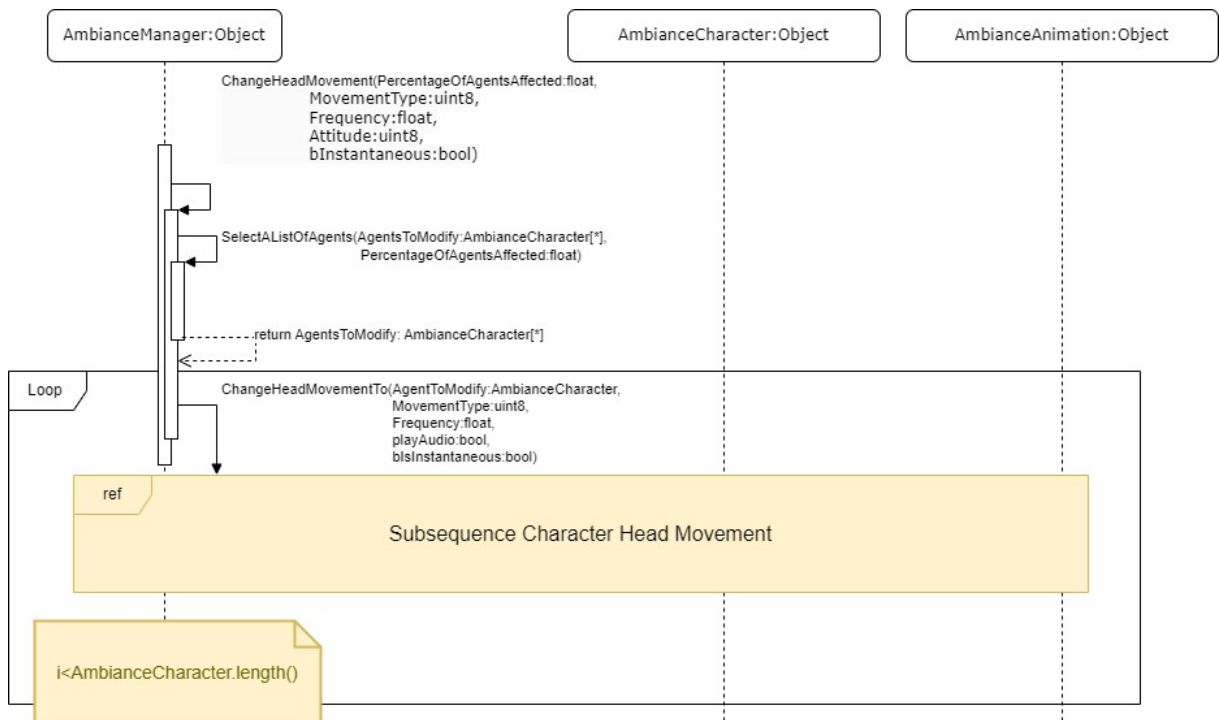 AmbianceManager:Object
AmbianceCharacter:Object
AmbianceAnimation:Object
ChangeHeadMovement(PercentageOfAgentsAffected:float,
MovementType:uint8,
Frequency:float,
Attitude:uint8,
bInstantaneous:bool)
SelectAListOfAgents(AgentsToModify:AmbianceCharacter[*],
PercentageOfAgentsAffected:float)
return AgentsToModify: AmbianceCharacter[*]
Loop
ChangeHeadMovementTo(AgentToModify:AmbianceCharacter,
MovementType:uint8,
Frequency:float,
playAudio:bool,
bIsInstantaneous:bool)
ref
Subsequence Character Head Movement
i<AmbianceCharacter.length()